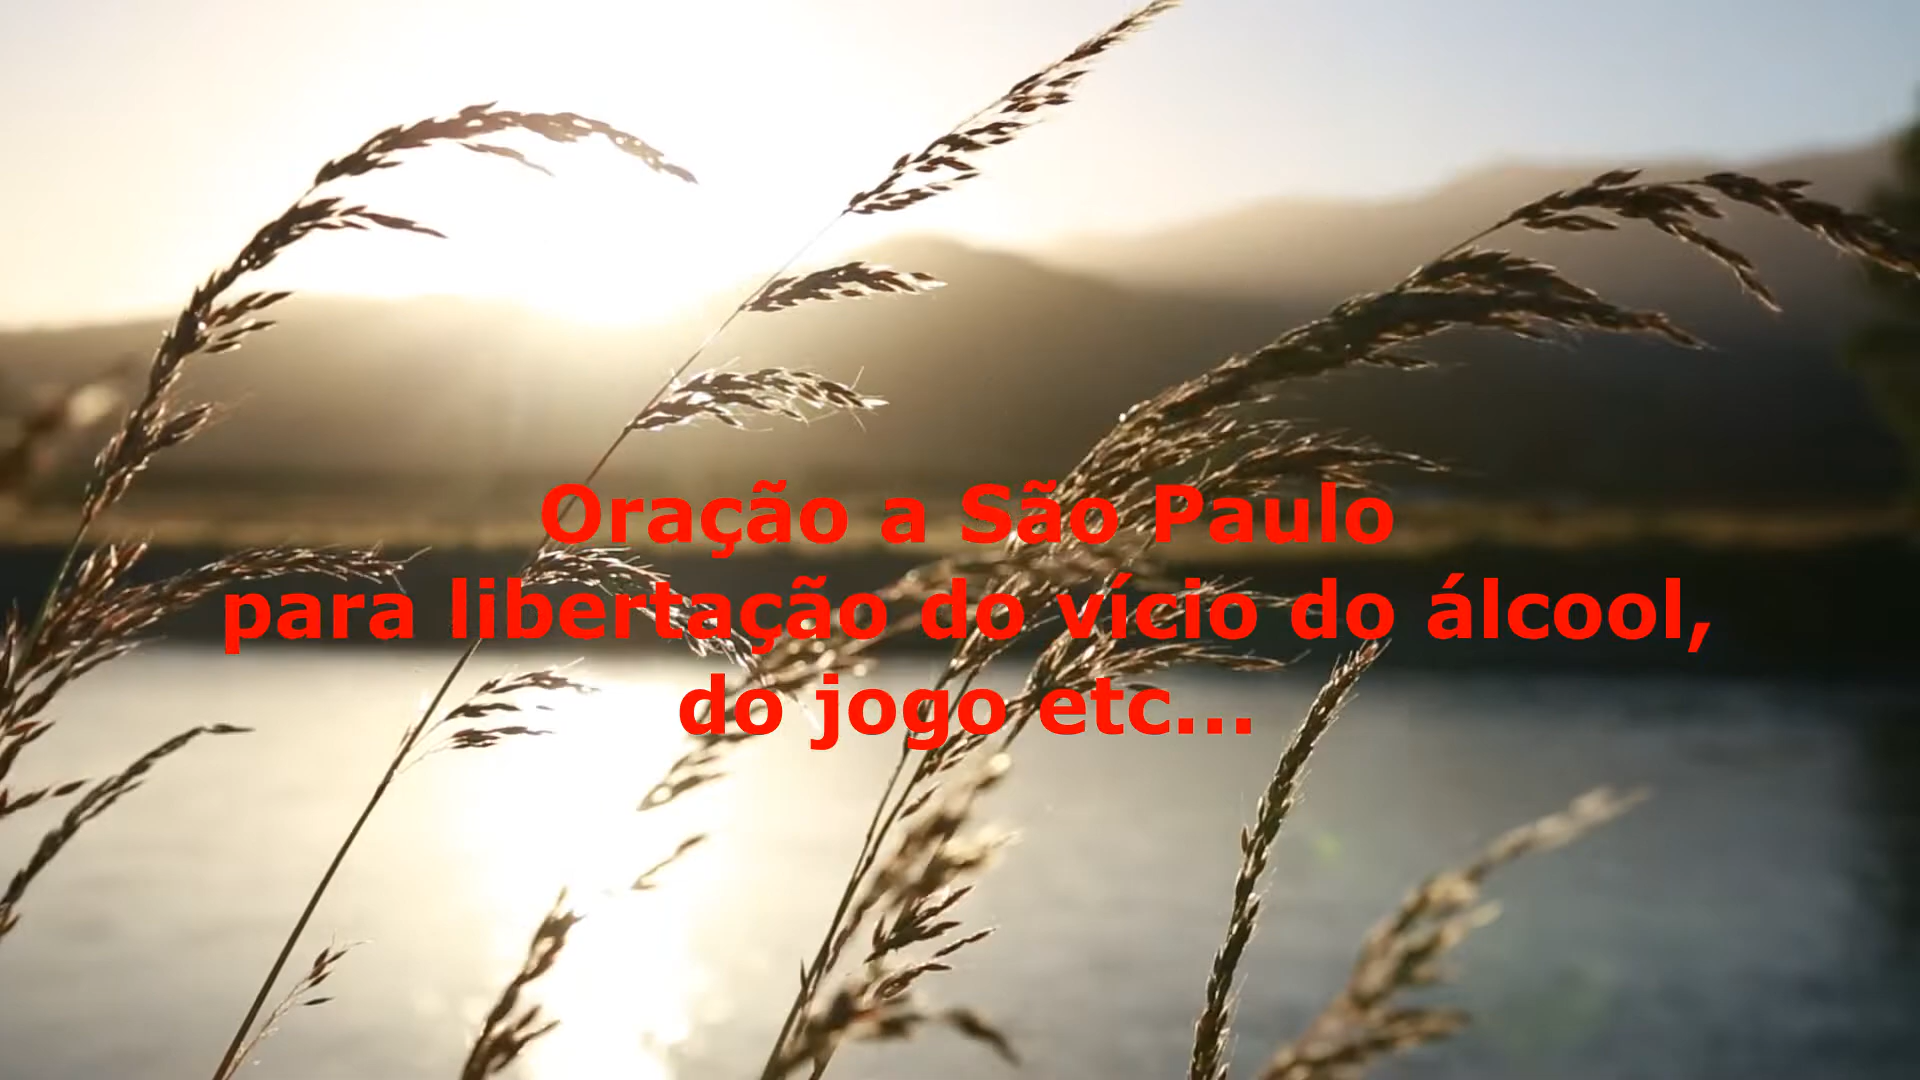 Oração a São Paulo
para libertação do vício do álcool,
do jogo etc...